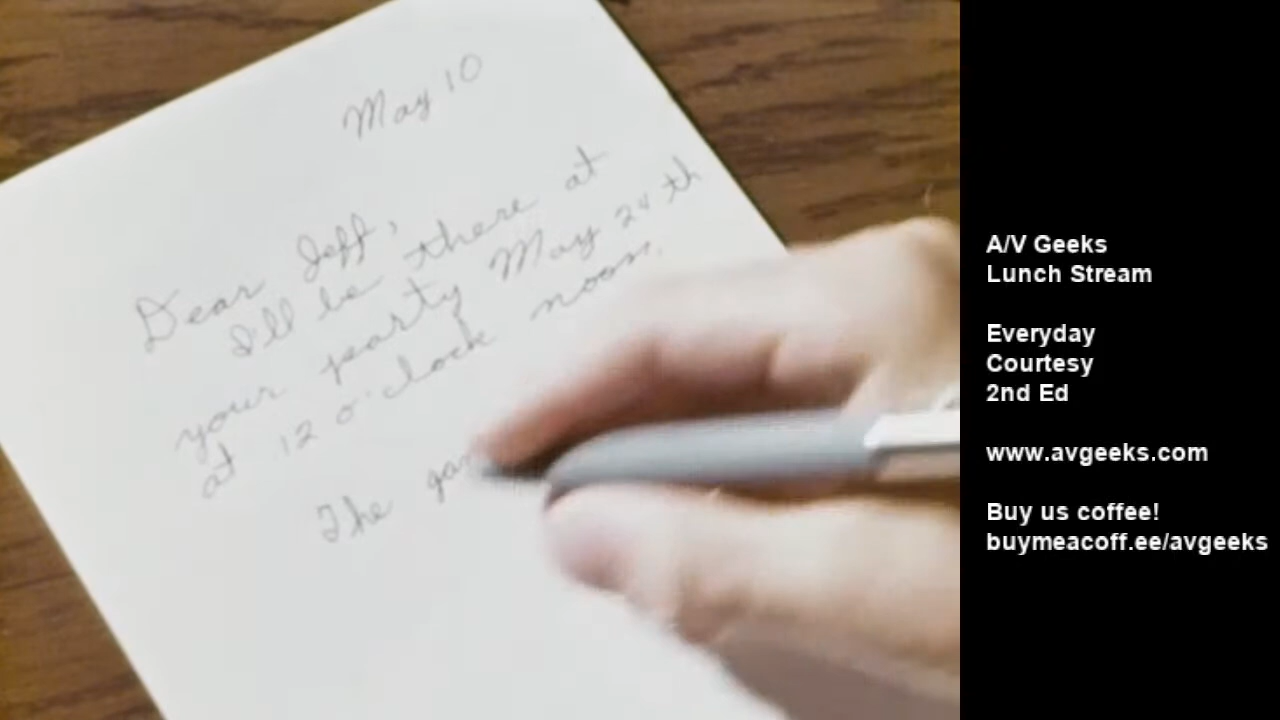 May 10
Dear Jeff,
I'll be there at
your party May 24th
at 12 o'clock noon.
The
A/V Geeks
Lunch Stream
Everyday
Courtesy
2nd Ed
www.avgeeks.com
Buy us coffee!
buymeacoff.ee/avgeeks